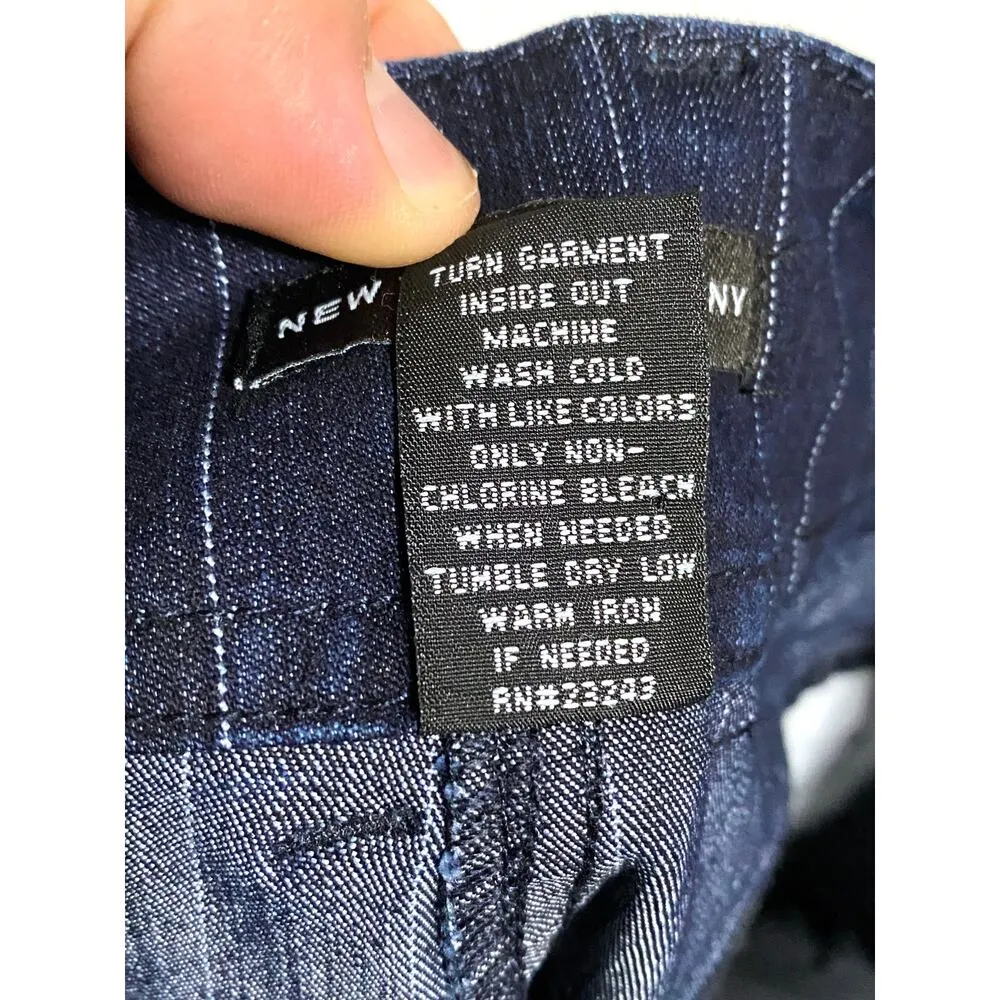 NEW
NY
TURN GARMENT
INSIDE OUT
MACHINE
WASH COLD
WITH LIKE COLORS
ONLY NON-
CHLORINE BLEACH
WHEN NEEDED
TUMBLE DRY LOW
WARM IRON
IF NEEDED
RN#23243